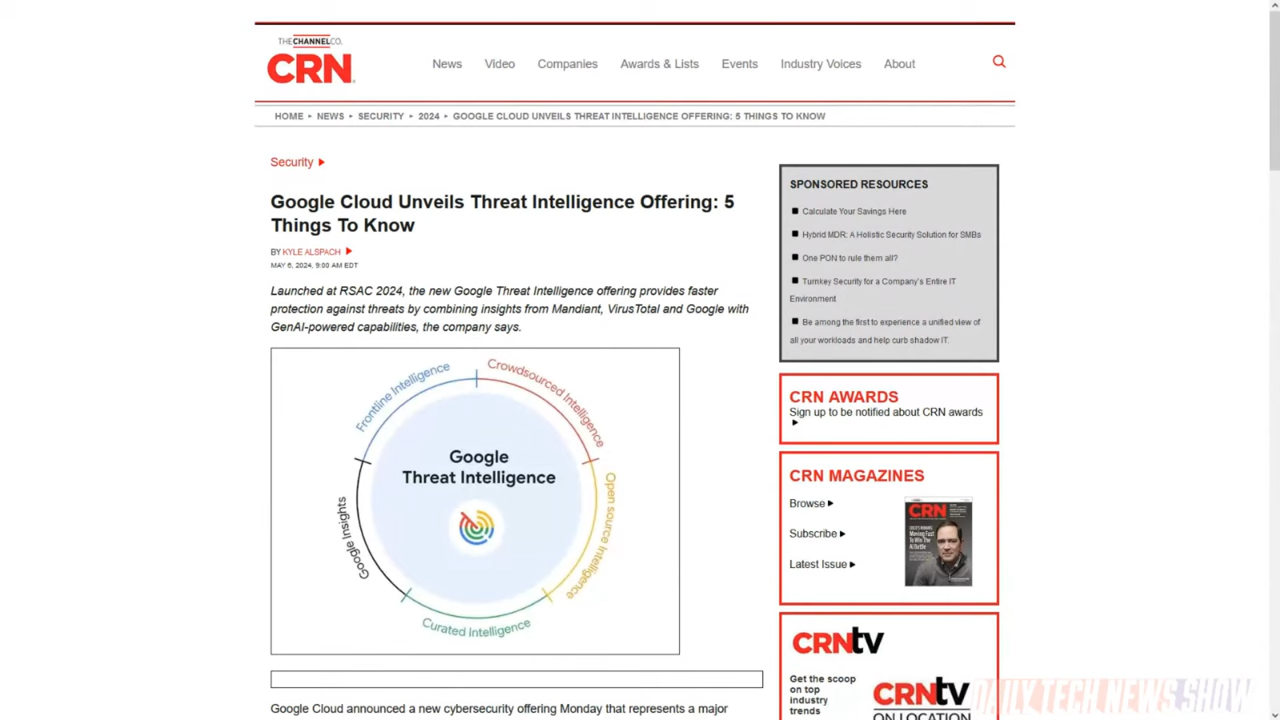 THECHANNELCO.
CRN
News Video Companies Awards & Lists Events Industry Voices About
HOME ▸ NEWS ▸ SECURITY ▸ 2024 ▸ GOOGLE CLOUD UNVEILS THREAT INTELLIGENCE OFFERING: 5 THINGS TO KNOW
Security
Google Cloud Unveils Threat Intelligence Offering: 5
Things To Know
BY KYLE ALSPACH
MAY 6, 2024, 9:00 AM EDT
Launched at RSAC 2024, the new Google Threat Intelligence offering provides faster
protection against threats by combining insights from Mandiant, VirusTotal and Google with
GenAI-powered capabilities, the company says.
Frontline Intelligence
Crowdsourced Intelligence
Open source Intelligence
Curated Intelligence
Google Insights
Google
Threat Intelligence
Google Cloud announced a new cybersecurity offering Monday that represents a major
SPONSORED RESOURCES
Calculate Your Savings Here
Hybrid MDR: A Holistic Security Solution for SMBs
One PON to rule them all?
Turnkey Security for a Company's Entire IT
Environment
Be among the first to experience a unified view of
all your workloads and help curb shadow IT.
CRN AWARDS
Sign up to be notified about CRN awards
CRN MAGAZINES
Browse
Subscribe
Latest Issue
CRN
Moving Fast
To Win The
AI Battle
CRNtv
Get the scoop
on top
industry
trends
CRNtv
ON LOCATION
DAILY TECH NEWS SHOW